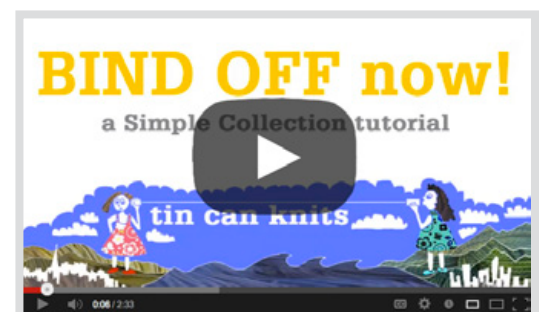 BIND OFF now!
a Simple Collection tutorial
tin can knits
0:06 / 2:33